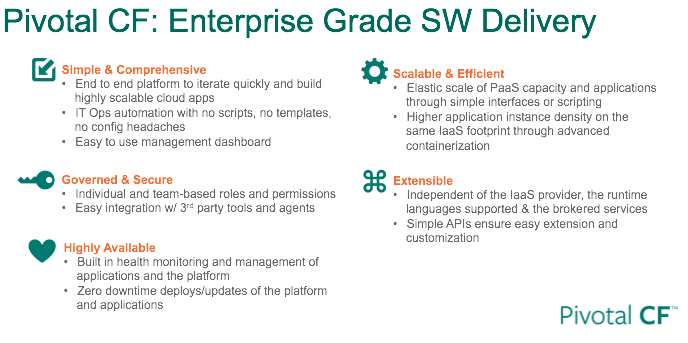 Pivotal CF: Enterprise Grade SW Delivery
Simple & Comprehensive
• End to end platform to iterate quickly and build
highly scalable cloud apps
• IT Ops automation with no scripts, no templates,
no config headaches
• Easy to use management dashboard
Governed & Secure
• Individual and team-based roles and permissions
• Easy integration w/ 3rd party tools and agents
Highly Available
• Built in health monitoring and management of
applications and the platform
• Zero downtime deploys/updates of the platform
and applications
Scalable & Efficient
• Elastic scale of PaaS capacity and applications
through simple interfaces or scripting
• Higher application instance density on the
same IaaS footprint through advanced
containerization
Extensible
• Independent of the IaaS provider, the runtime
languages supported & the brokered services
• Simple APIs ensure easy extension and
customization
Pivotal CF™